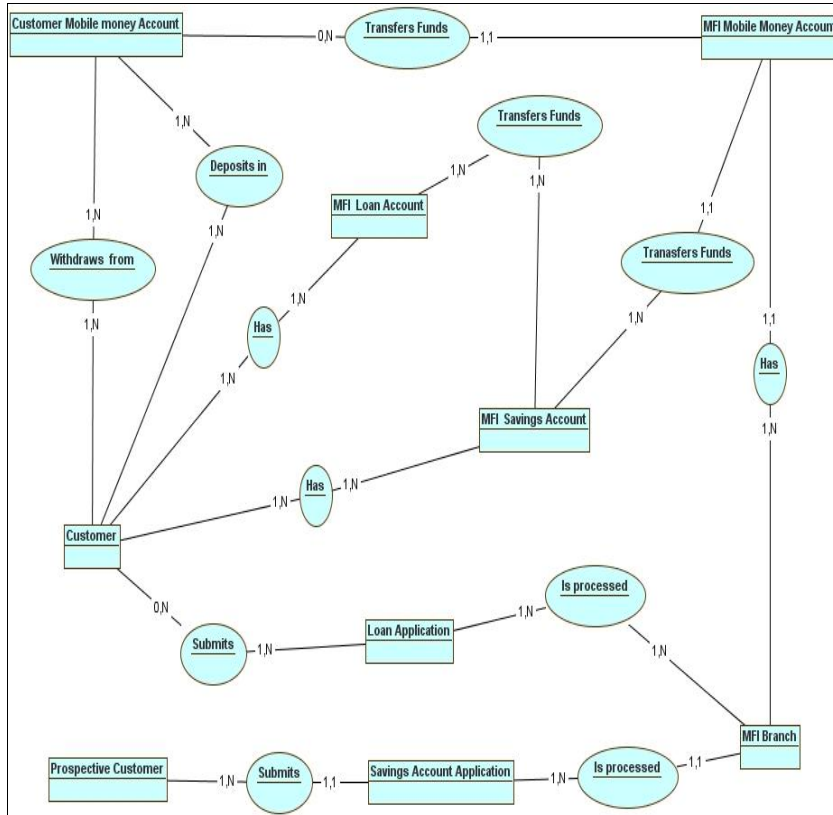 Customer Mobile money Account
Transfers Funds
MFI Mobile Money Account
0,N
1,1
1,N
Deposits in
1,N
1,N
1,N
Withdraws from
1,N
Transfers Funds
1,N
1,N
MFI Loan Account
1,N
Has
1,N
1,1
Tranasfers Funds
1,N
1,1
Has
1,N
MFI Savings Account
Has
1,N
1,N
Customer
0,N
Submits
1,N
Loan Application
1,N
Is processed
1,N
MFI Branch
Prospective Customer
1,N
Submits
1,1
Savings Account Application
1,N
Is processed
1,1